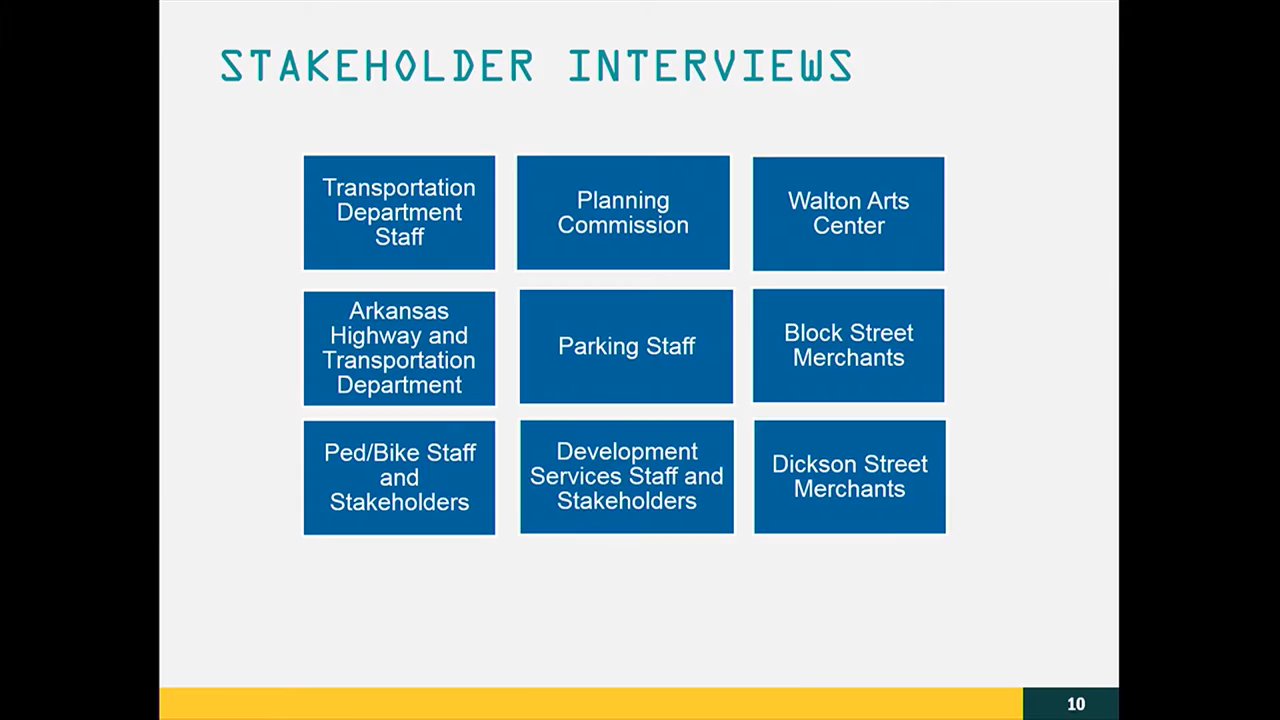 STAKEHOLDER INTERVIEWS
Transportation
Department
Staff
Planning
Commission
Walton Arts
Center
Arkansas
Highway and
Transportation
Department
Parking Staff
Block Street
Merchants
Ped/Bike Staff
and
Stakeholders
Development
Services Staff and
Stakeholders
Dickson Street
Merchants
10